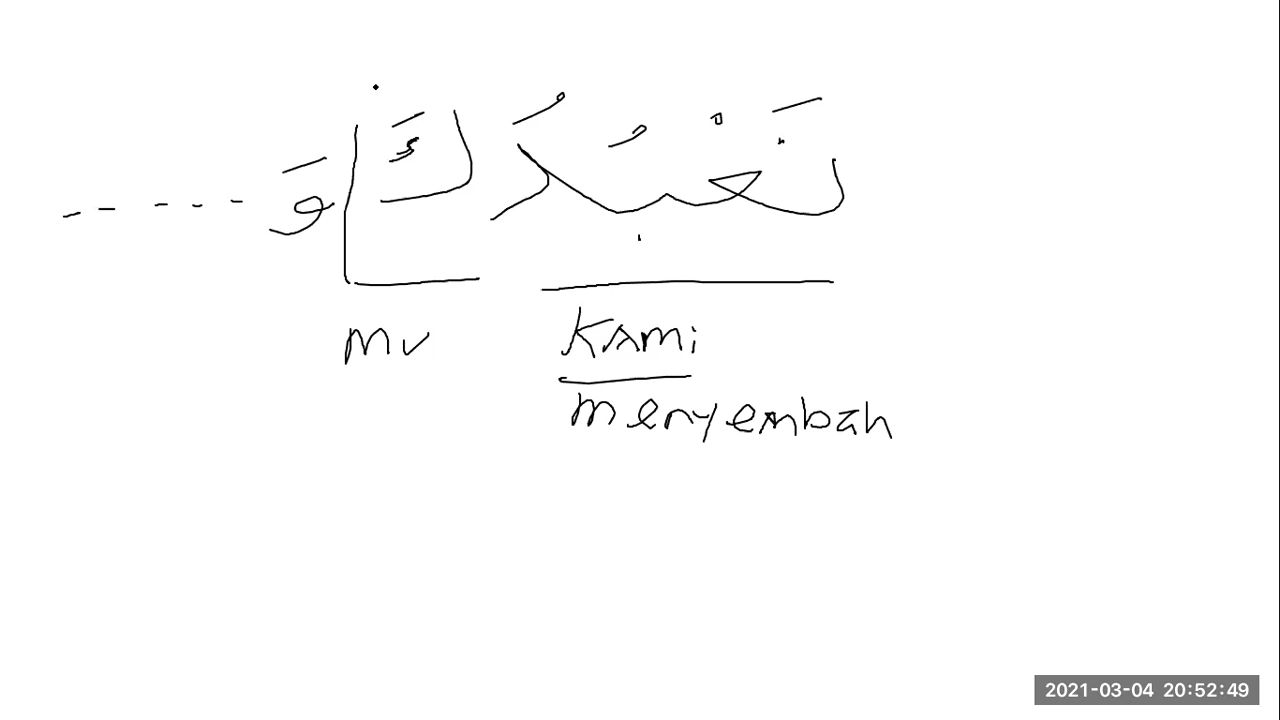 نَعْبُدُكَ وَ - - - - - -
Mu Kami
menyembah
2021-03-04 20:52:49